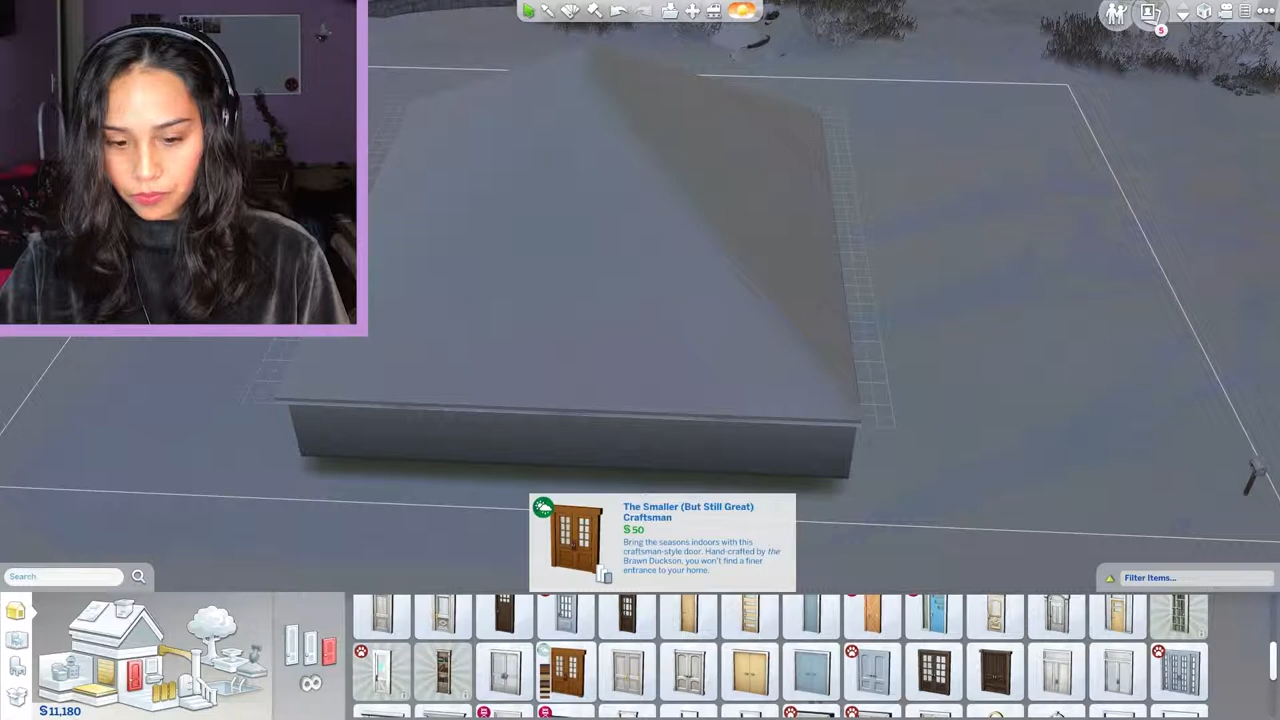 5
The Smaller (But Still Great)
Craftsman
§50
Bring the seasons indoors with this
craftsman-style door. Hand-crafted by the
Brawn Duckson, you won't find a finer
entrance to your home.
Search
Filter Items...
§11,180